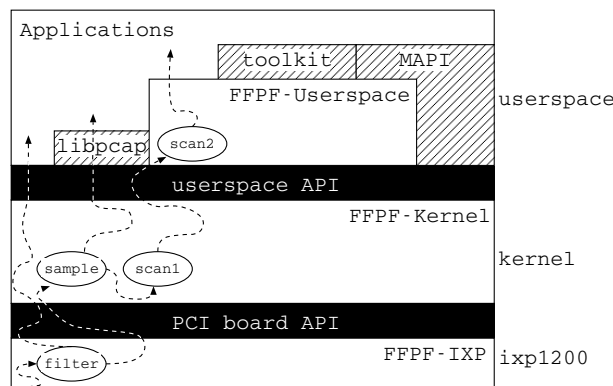 Applications
toolkit
MAPI
FFPF-Userspace
userspace
libpcap
scan2
userspace API
FFPF-Kernel
sample
scan1
kernel
PCI board API
FFPF-IXP
ixp1200
filter